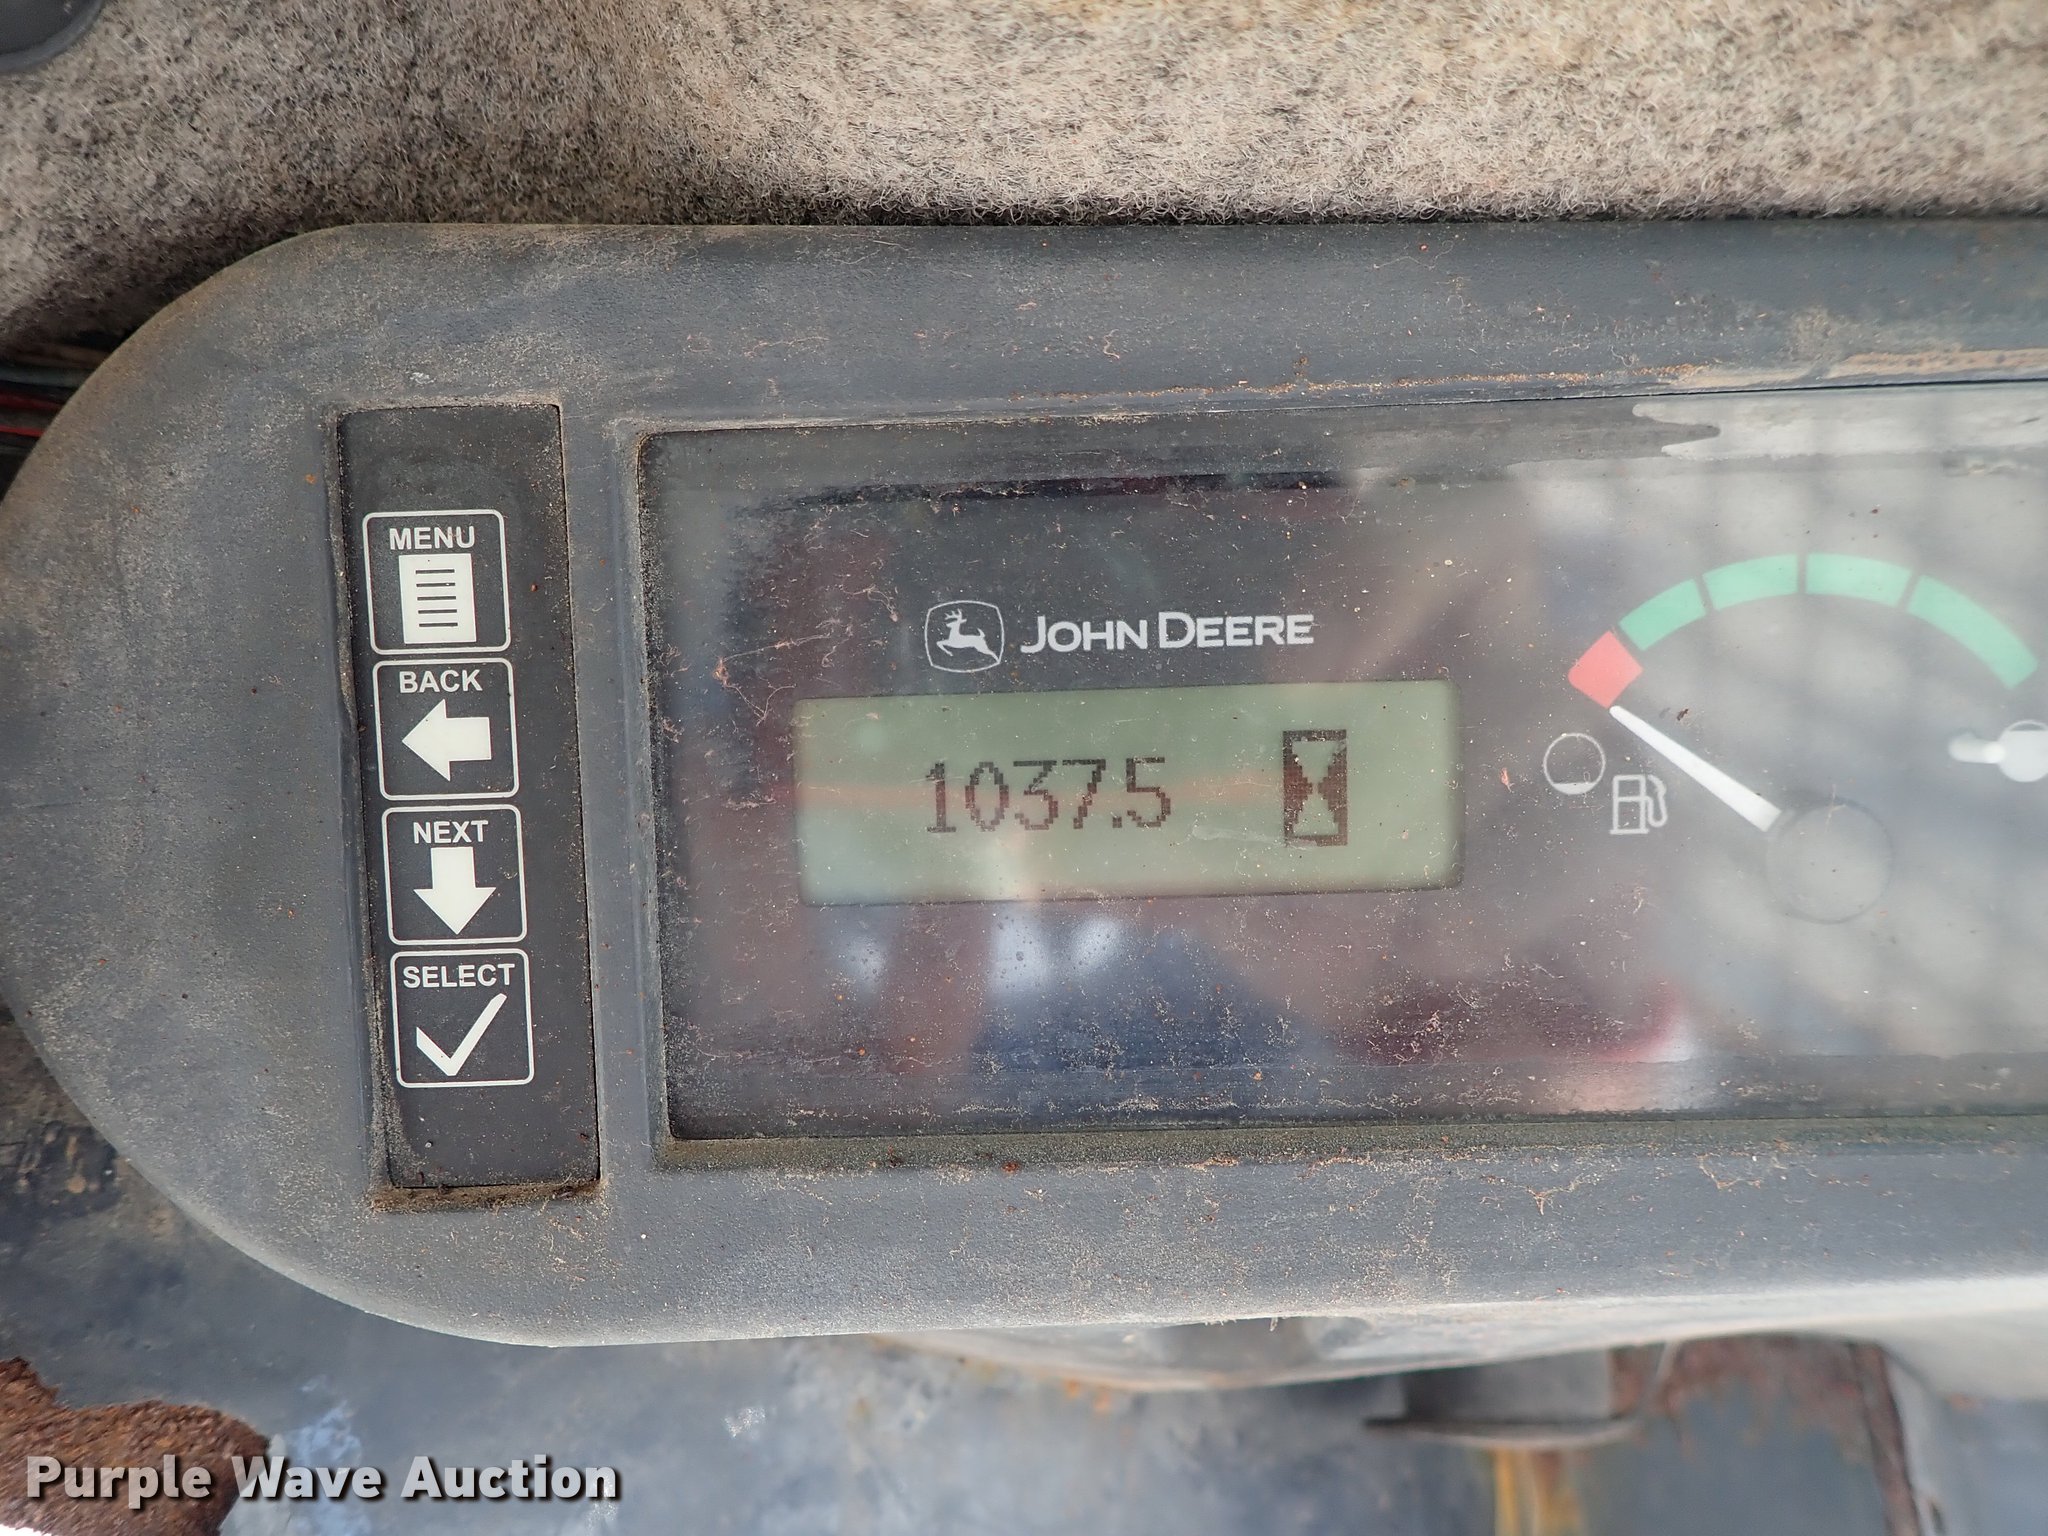 MENU
BACK
NEXT
SELECT
JOHN DEERE
1037.5
Purple Wave Auction